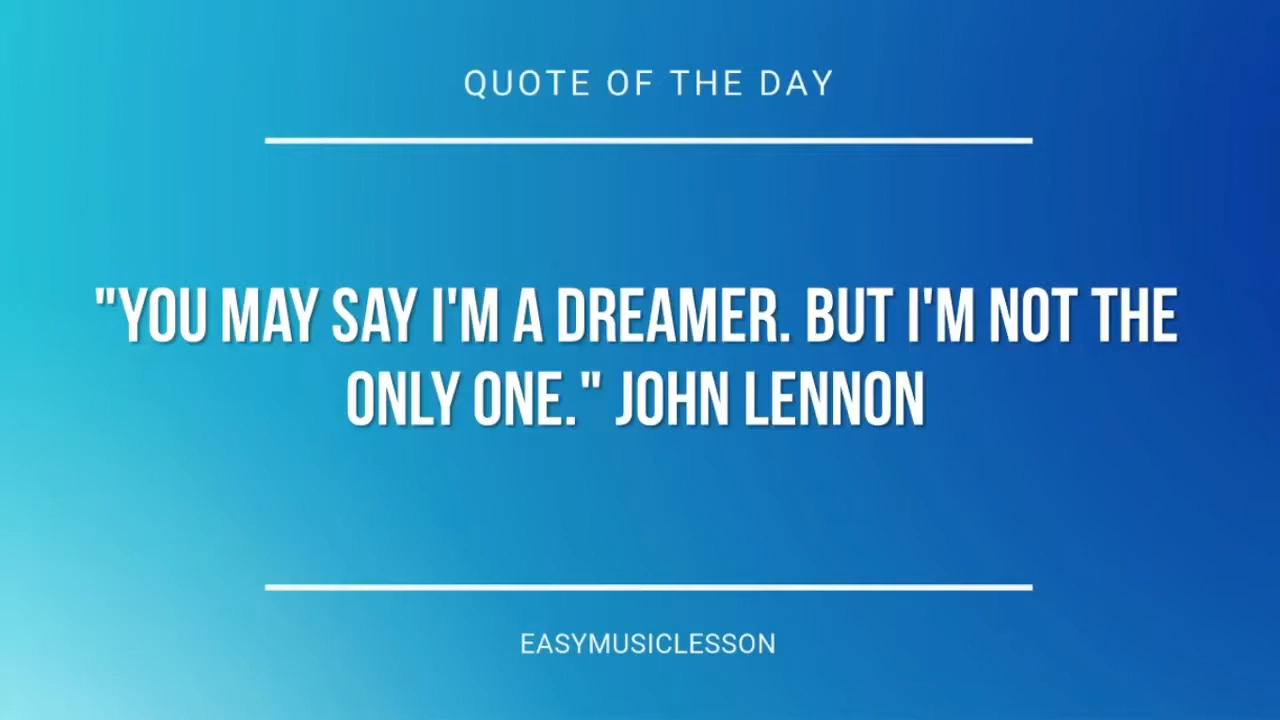 QUOTE OF THE DAY
"YOU MAY SAY I'M A DREAMER. BUT I'M NOT THE
ONLY ONE." JOHN LENNON
EASYMUSICLESSON